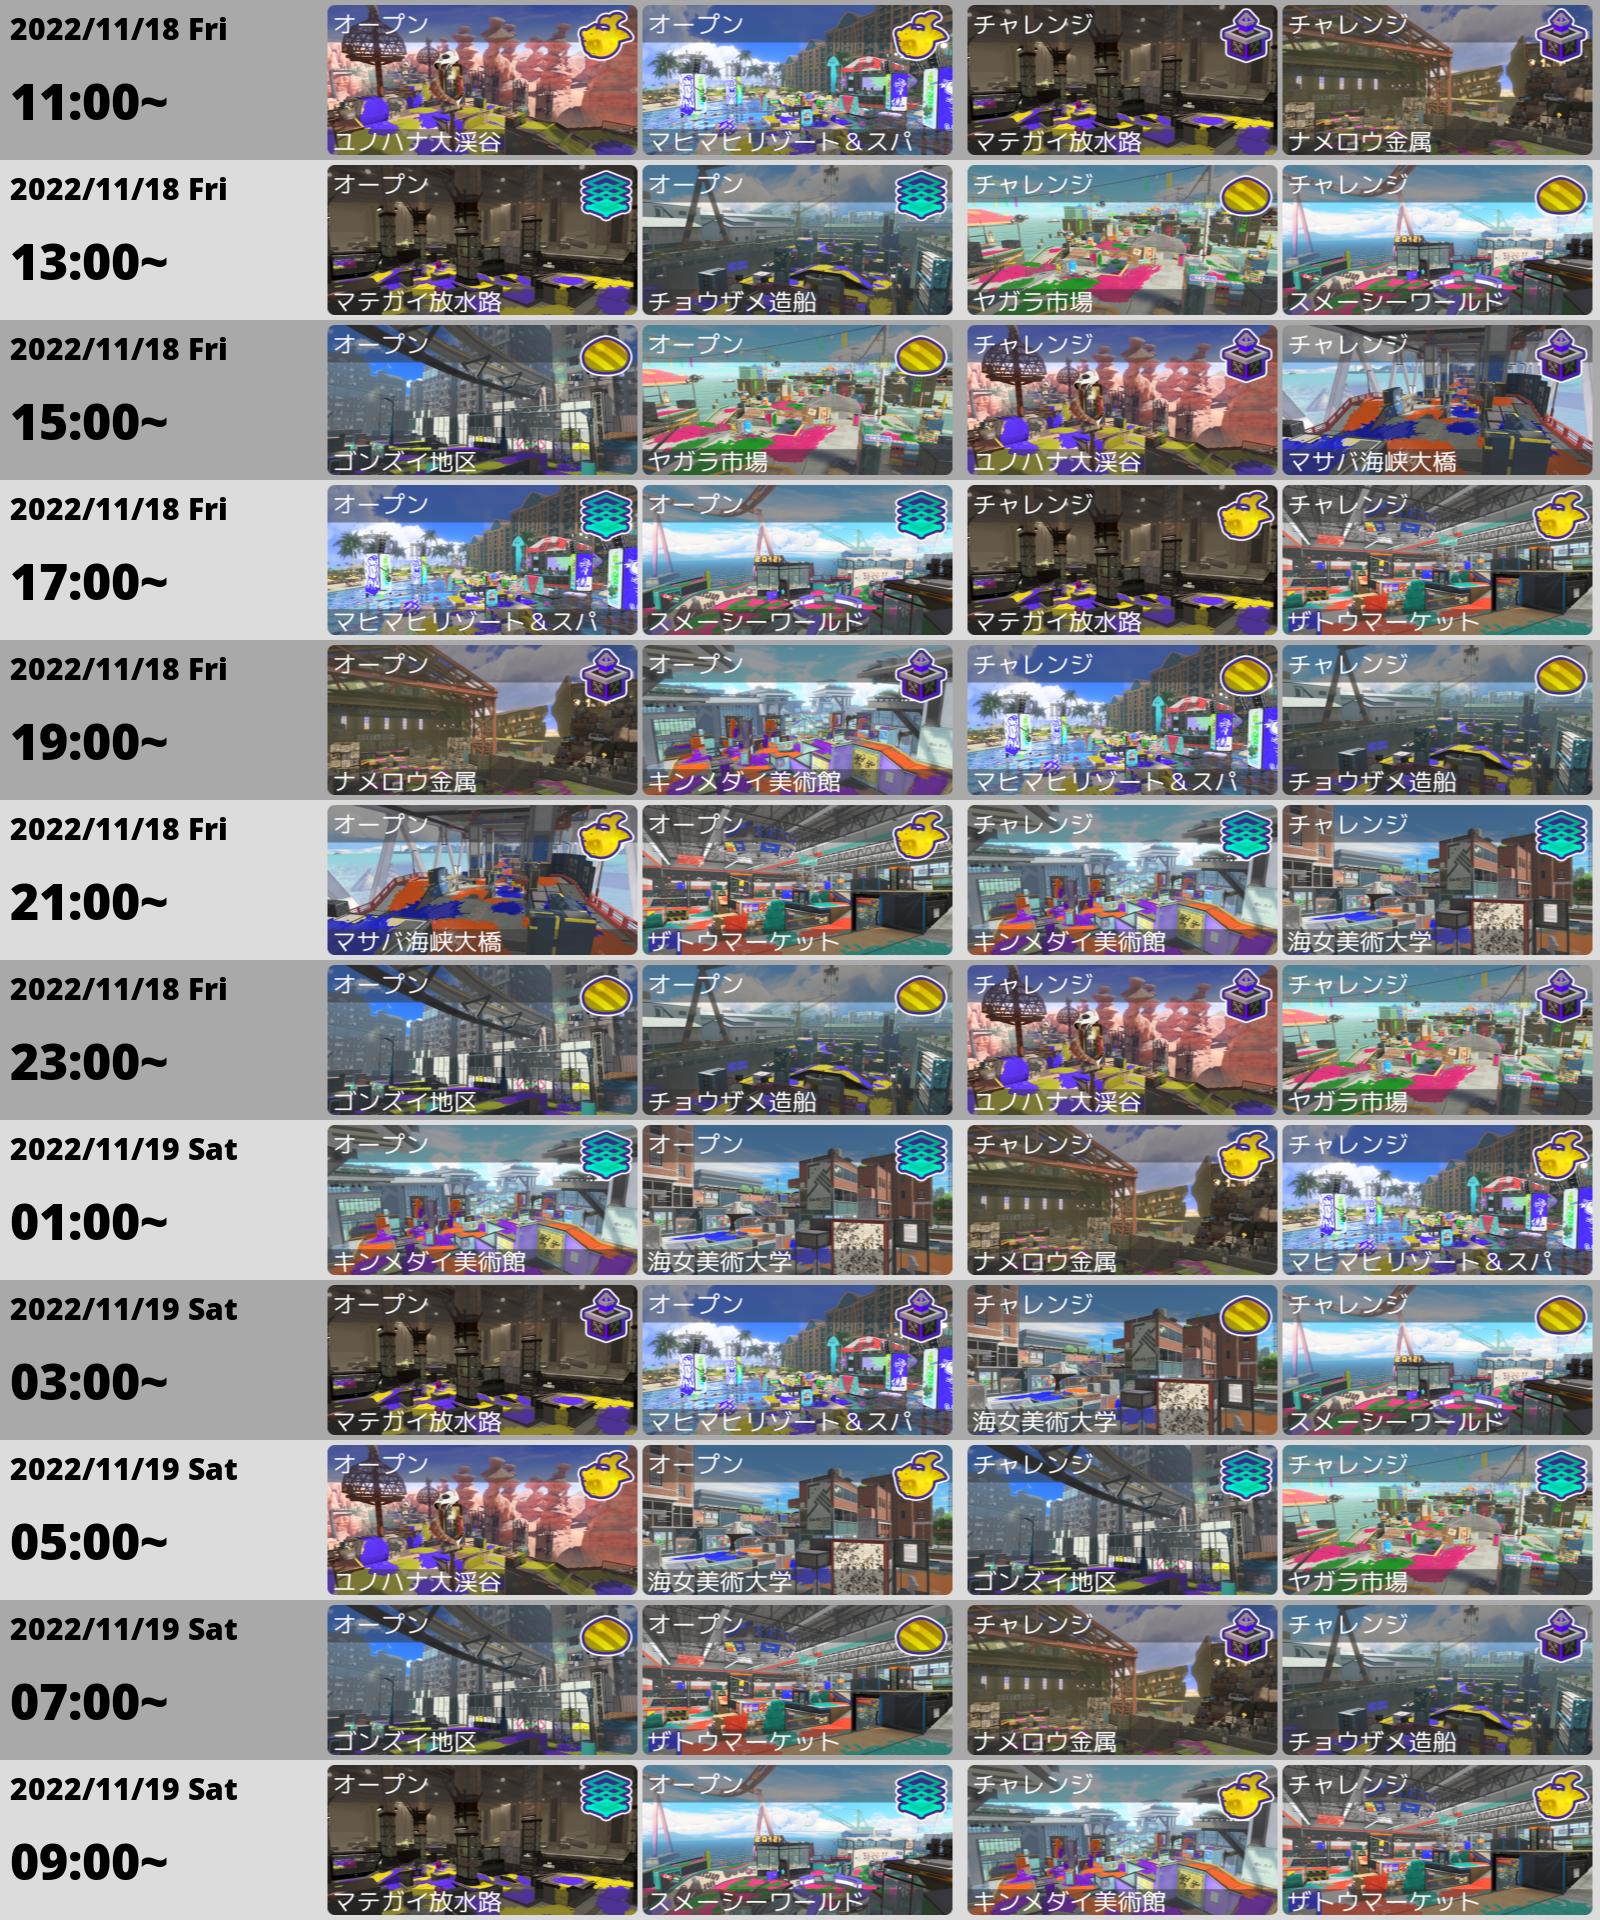 2022/11/18 Fri
11:00~
オープン
ユノハナ大渓谷
オープン
マヒマヒリゾート＆スパ
チャレンジ
マテガイ放水路
チャレンジ
ナメロウ金属
2022/11/18 Fri
13:00~
オープン
マテガイ放水路
オープン
チョウザメ造船
チャレンジ
ヤガラ市場
チャレンジ
スメーシーワールド
2022/11/18 Fri
15:00~
オープン
ゴンズイ地区
オープン
ヤガラ市場
チャレンジ
ユノハナ大渓谷
チャレンジ
マサバ海峡大橋
2022/11/18 Fri
17:00~
オープン
マヒマヒリゾート＆スパ
オープン
スメーシーワールド
チャレンジ
マテガイ放水路
チャレンジ
ザトウマーケット
2022/11/18 Fri
19:00~
オープン
ナメロウ金属
オープン
キンメダイ美術館
チャレンジ
マヒマヒリゾート＆スパ
チャレンジ
チョウザメ造船
2022/11/18 Fri
21:00~
オープン
マサバ海峡大橋
オープン
ザトウマーケット
チャレンジ
キンメダイ美術館
チャレンジ
海女美術大学
2022/11/18 Fri
23:00~
オープン
ゴンズイ地区
オープン
チョウザメ造船
チャレンジ
ユノハナ大渓谷
チャレンジ
ヤガラ市場
2022/11/19 Sat
01:00~
オープン
キンメダイ美術館
オープン
海女美術大学
チャレンジ
ナメロウ金属
チャレンジ
マヒマヒリゾート＆スパ
2022/11/19 Sat
03:00~
オープン
マテガイ放水路
オープン
マヒマヒリゾート＆スパ
チャレンジ
海女美術大学
チャレンジ
スメーシーワールド
2022/11/19 Sat
05:00~
オープン
ユノハナ大渓谷
オープン
海女美術大学
チャレンジ
ゴンズイ地区
チャレンジ
ヤガラ市場
2022/11/19 Sat
07:00~
オープン
ゴンズイ地区
オープン
ザトウマーケット
チャレンジ
ナメロウ金属
チャレンジ
チョウザメ造船
2022/11/19 Sat
09:00~
オープン
マテガイ放水路
オープン
スメーシーワールド
チャレンジ
キンメダイ美術館
チャレンジ
ザトウマーケット